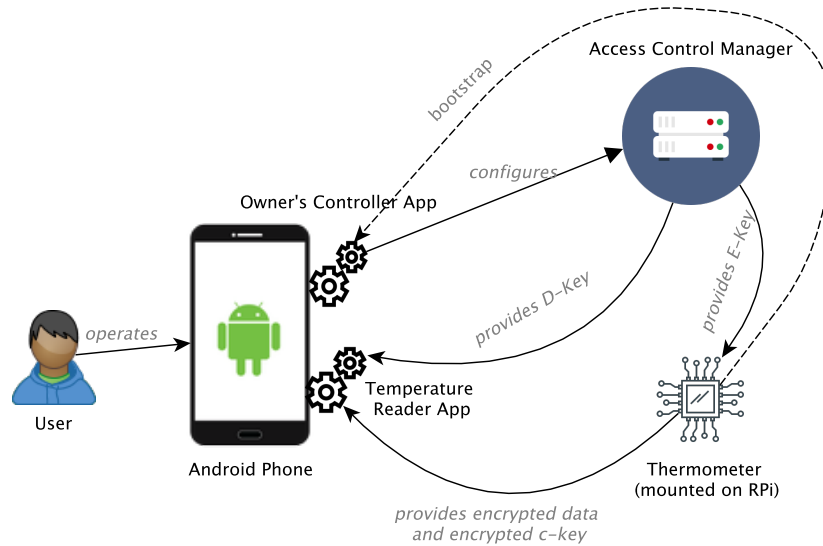 Access Control Manager
bootstrap
configures
Owner's Controller App
provides E-Key
provides D-Key
operates
Temperature
Reader App
User
Android Phone
Thermometer
(mounted on RPi)
provides encrypted data
and encrypted c-key